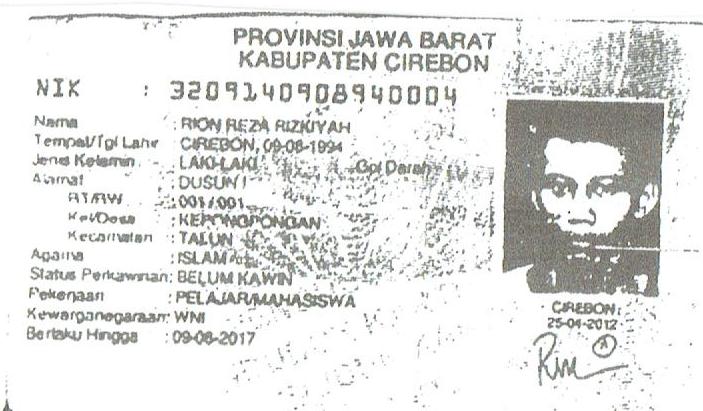 PROVINSI JAWA BARAT
KABUPATEN CIREBON
NIK : 3209140908940004
Nama : RION REZA RIZKIYAH
Tempat/Tgl Lahir : CIREBON, 09-08-1994
Jenis Kelamin : LAKI-LAKI Gol Darah
Alamat : DUSUN I
RT/RW : 001/001
Kel/Desa : KEPONGPONGAN
Kecamatan : TALUN
Agama : ISLAM
Status Perkawinan: BELUM KAWIN
Pekerjaan : PELAJAR/MAHASISWA
Kewarganegaraan: WNI
Berlaku Hingga : 09-08-2017
CIREBON,
25-04-2012